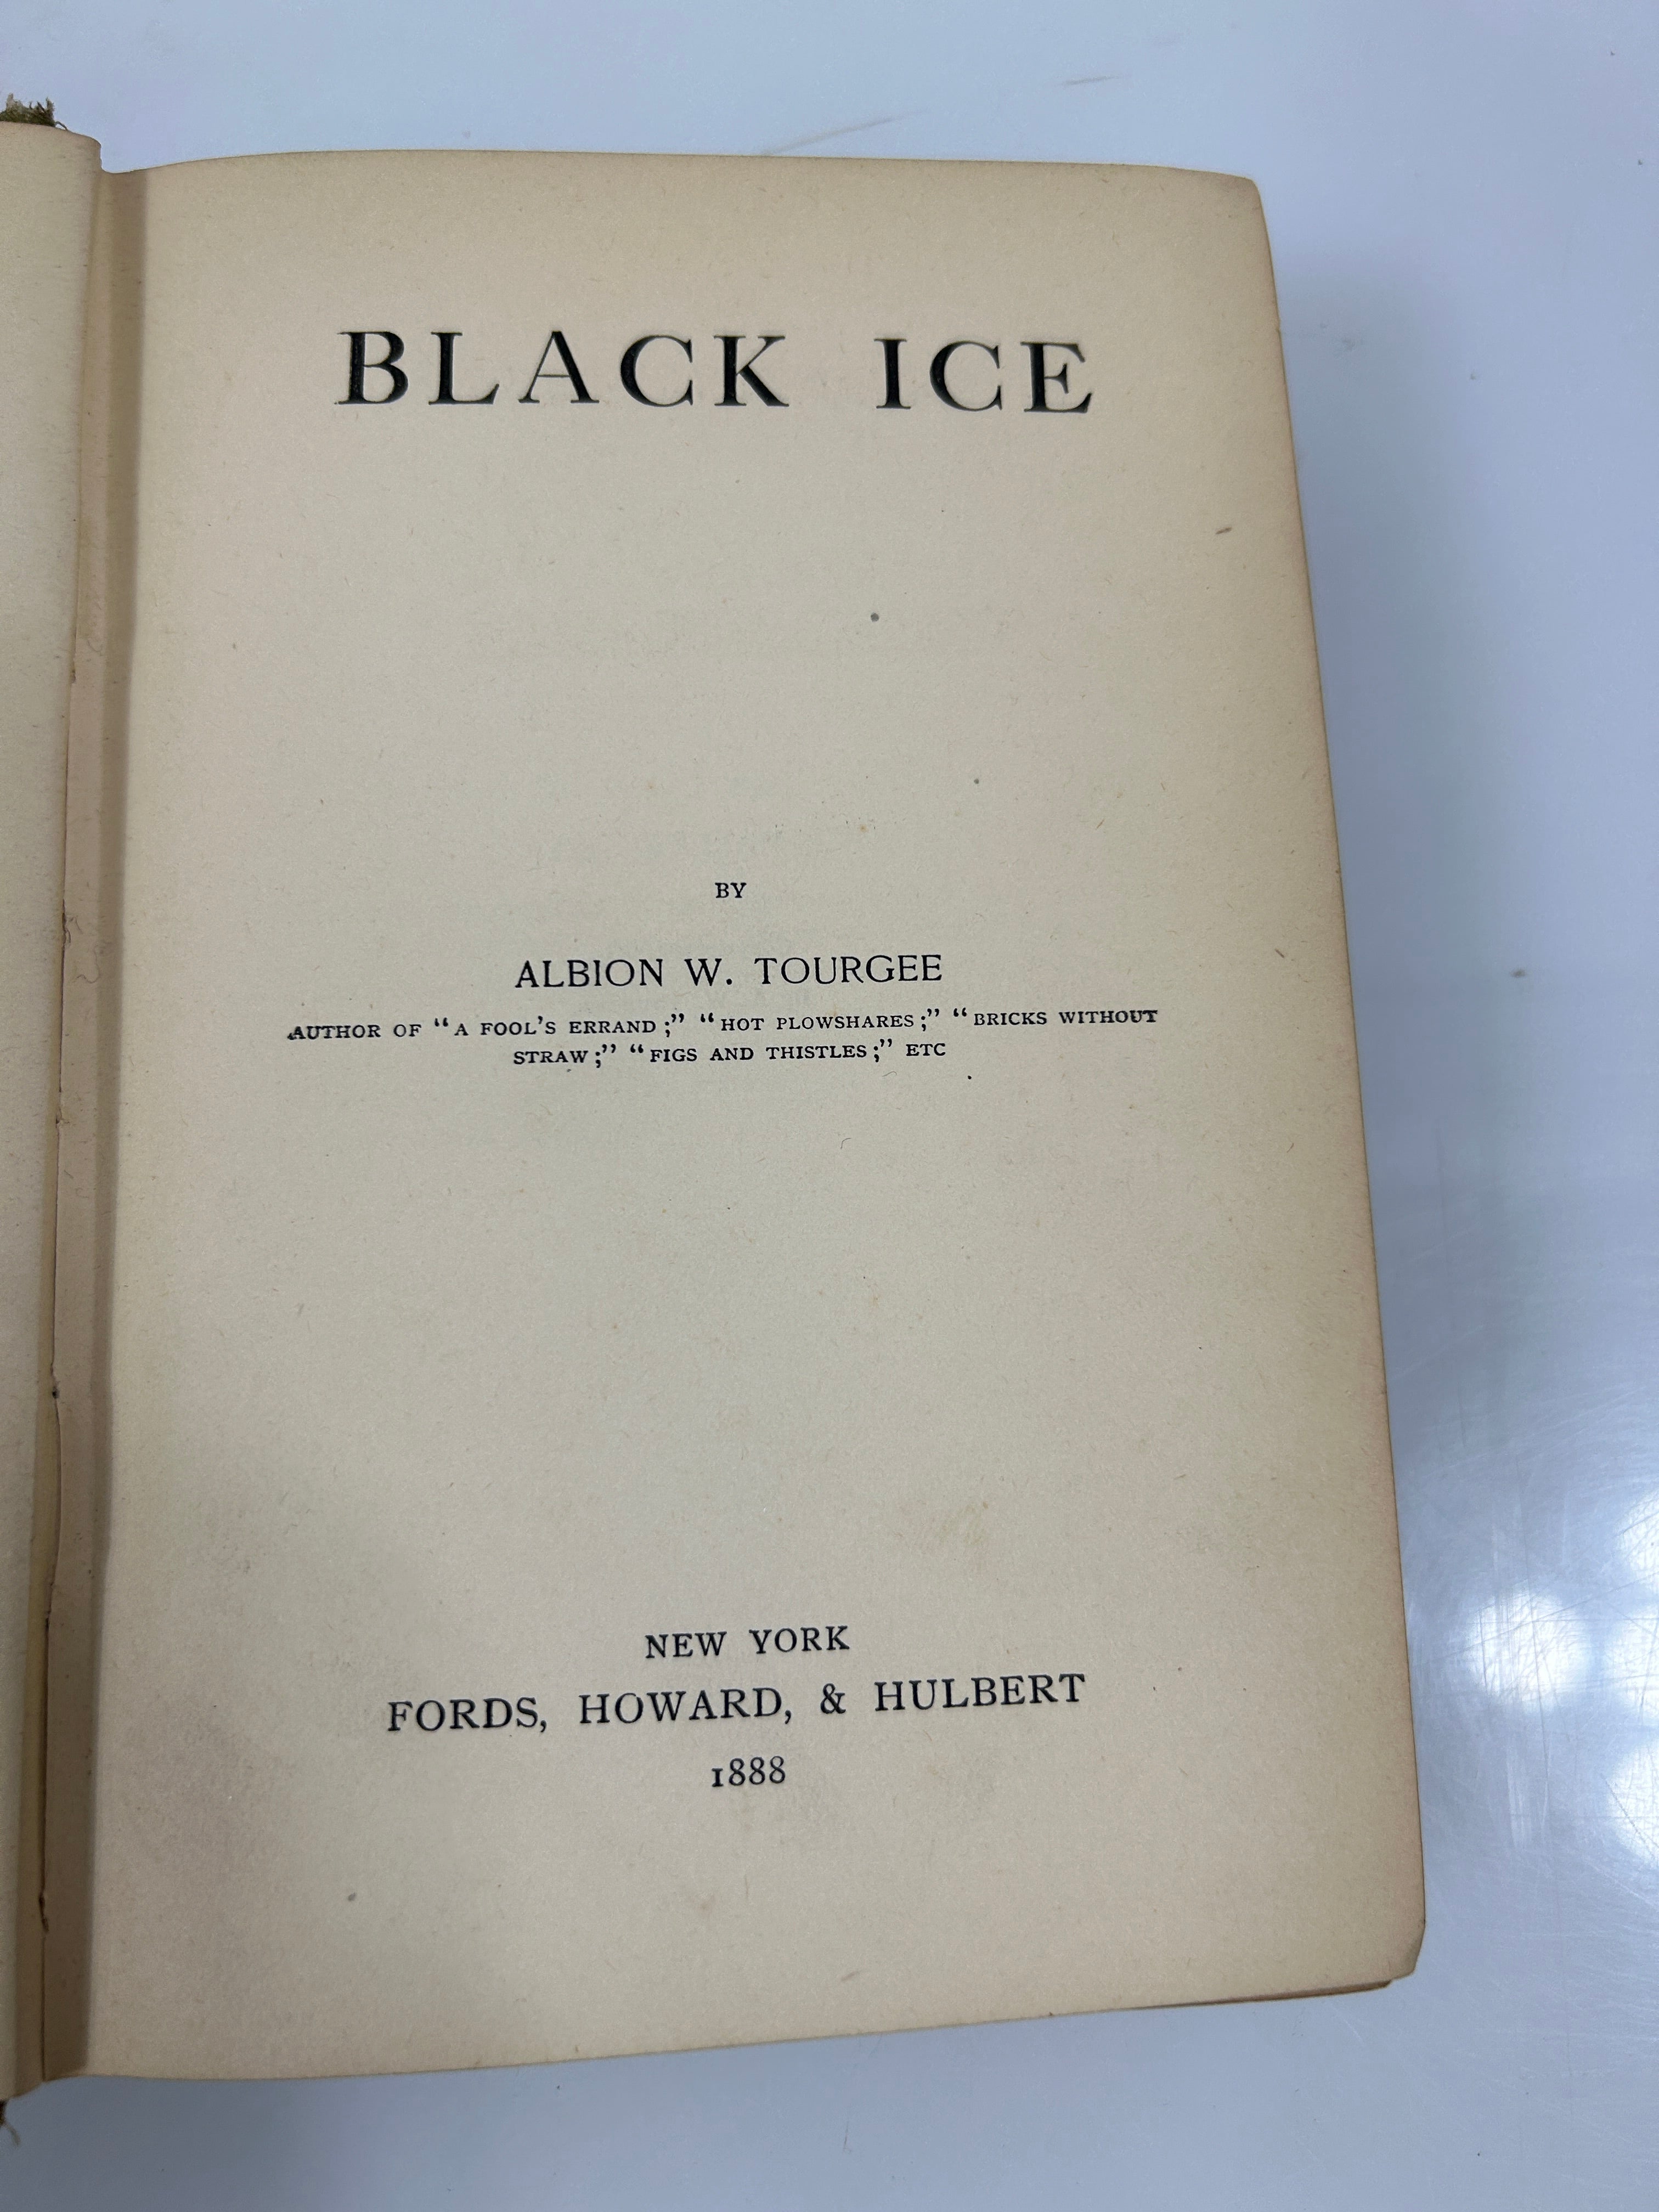 BLACK ICE
BY
ALBION W. TOURGEE
AUTHOR OF “A FOOL'S ERRAND;” “HOT PLOWSHARES;” “BRICKS WITHOUT
STRAW;” “FIGS AND THISTLES;” ETC
NEW YORK
FORDS, HOWARD, & HULBERT
1888